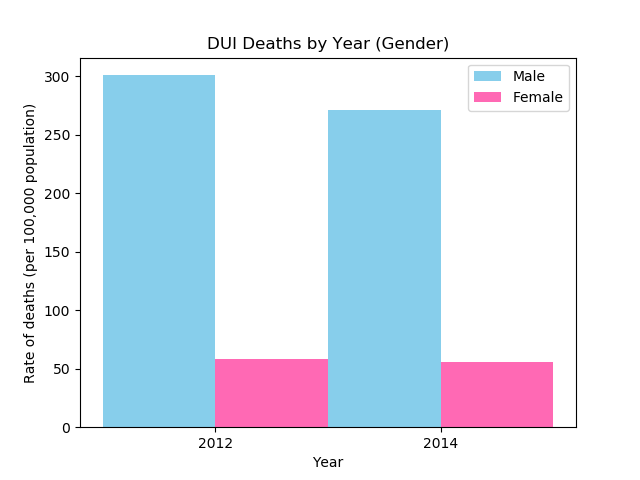 DUI Deaths by Year (Gender)
Male
Female
Rate of deaths (per 100,000 population)
300
250
200
150
100
50
0
2012 2014
Year